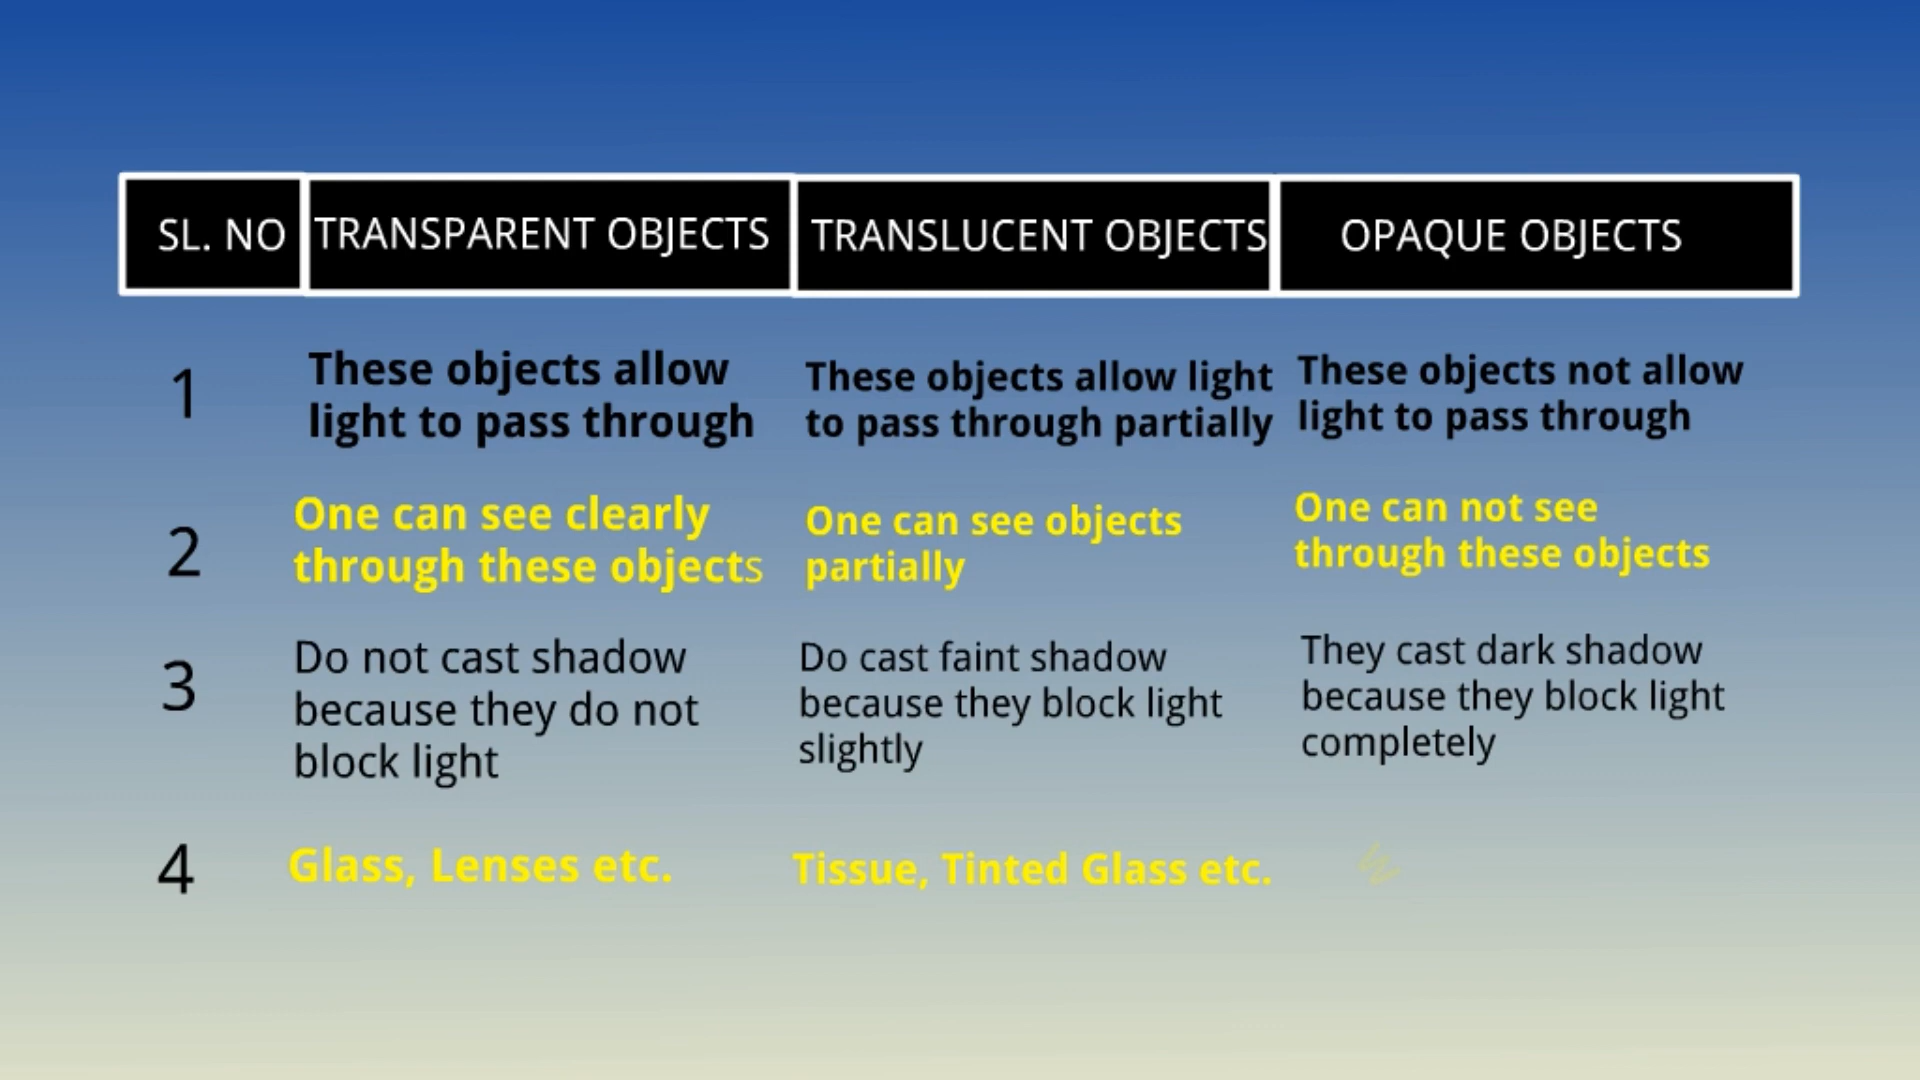 SL. NO TRANSPARENT OBJECTS TRANSLUCENT OBJECTS OPAQUE OBJECTS
1
These objects allow
light to pass through
These objects allow light
to pass through partially
These objects not allow
light to pass through
2
One can see clearly
through these objects
One can see objects
partially
One can not see
through these objects
3
Do not cast shadow
because they do not
block light
Do cast faint shadow
because they block light
slightly
They cast dark shadow
because they block light
completely
4
Glass, Lenses etc.
Tissue, Tinted Glass etc.